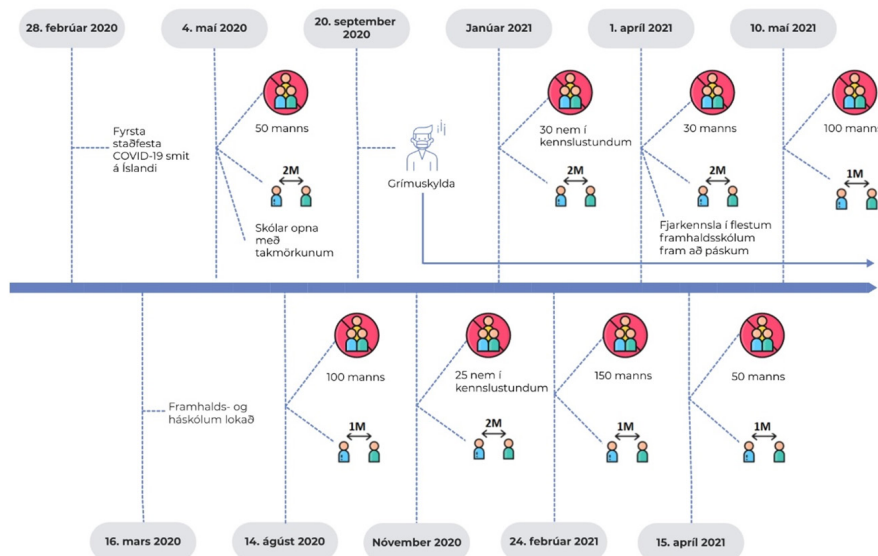 28. febrúar 2020
4. maí 2020
20. september
2020
Janúar 2021
1. apríl 2021
10. maí 2021
Fyrsta
staðfesta
COVID-19 smit
á Íslandi
50 manns
2M
Skólar opna
með
takmörkunum
Grímuskylda
30 nem í
kennslustundum
2M
30 manns
2M
Fjarkennsla í flestum
framhaldsskólum
fram að páskum
100 manns
1M
Framhalds- og
háskólum lokað
100 manns
1M
25 nem í
kennslustundum
2M
150 manns
1M
50 manns
1M
16. mars 2020
14. ágúst 2020
Nóvember 2020
24. febrúar
2021
15. apríl 2021